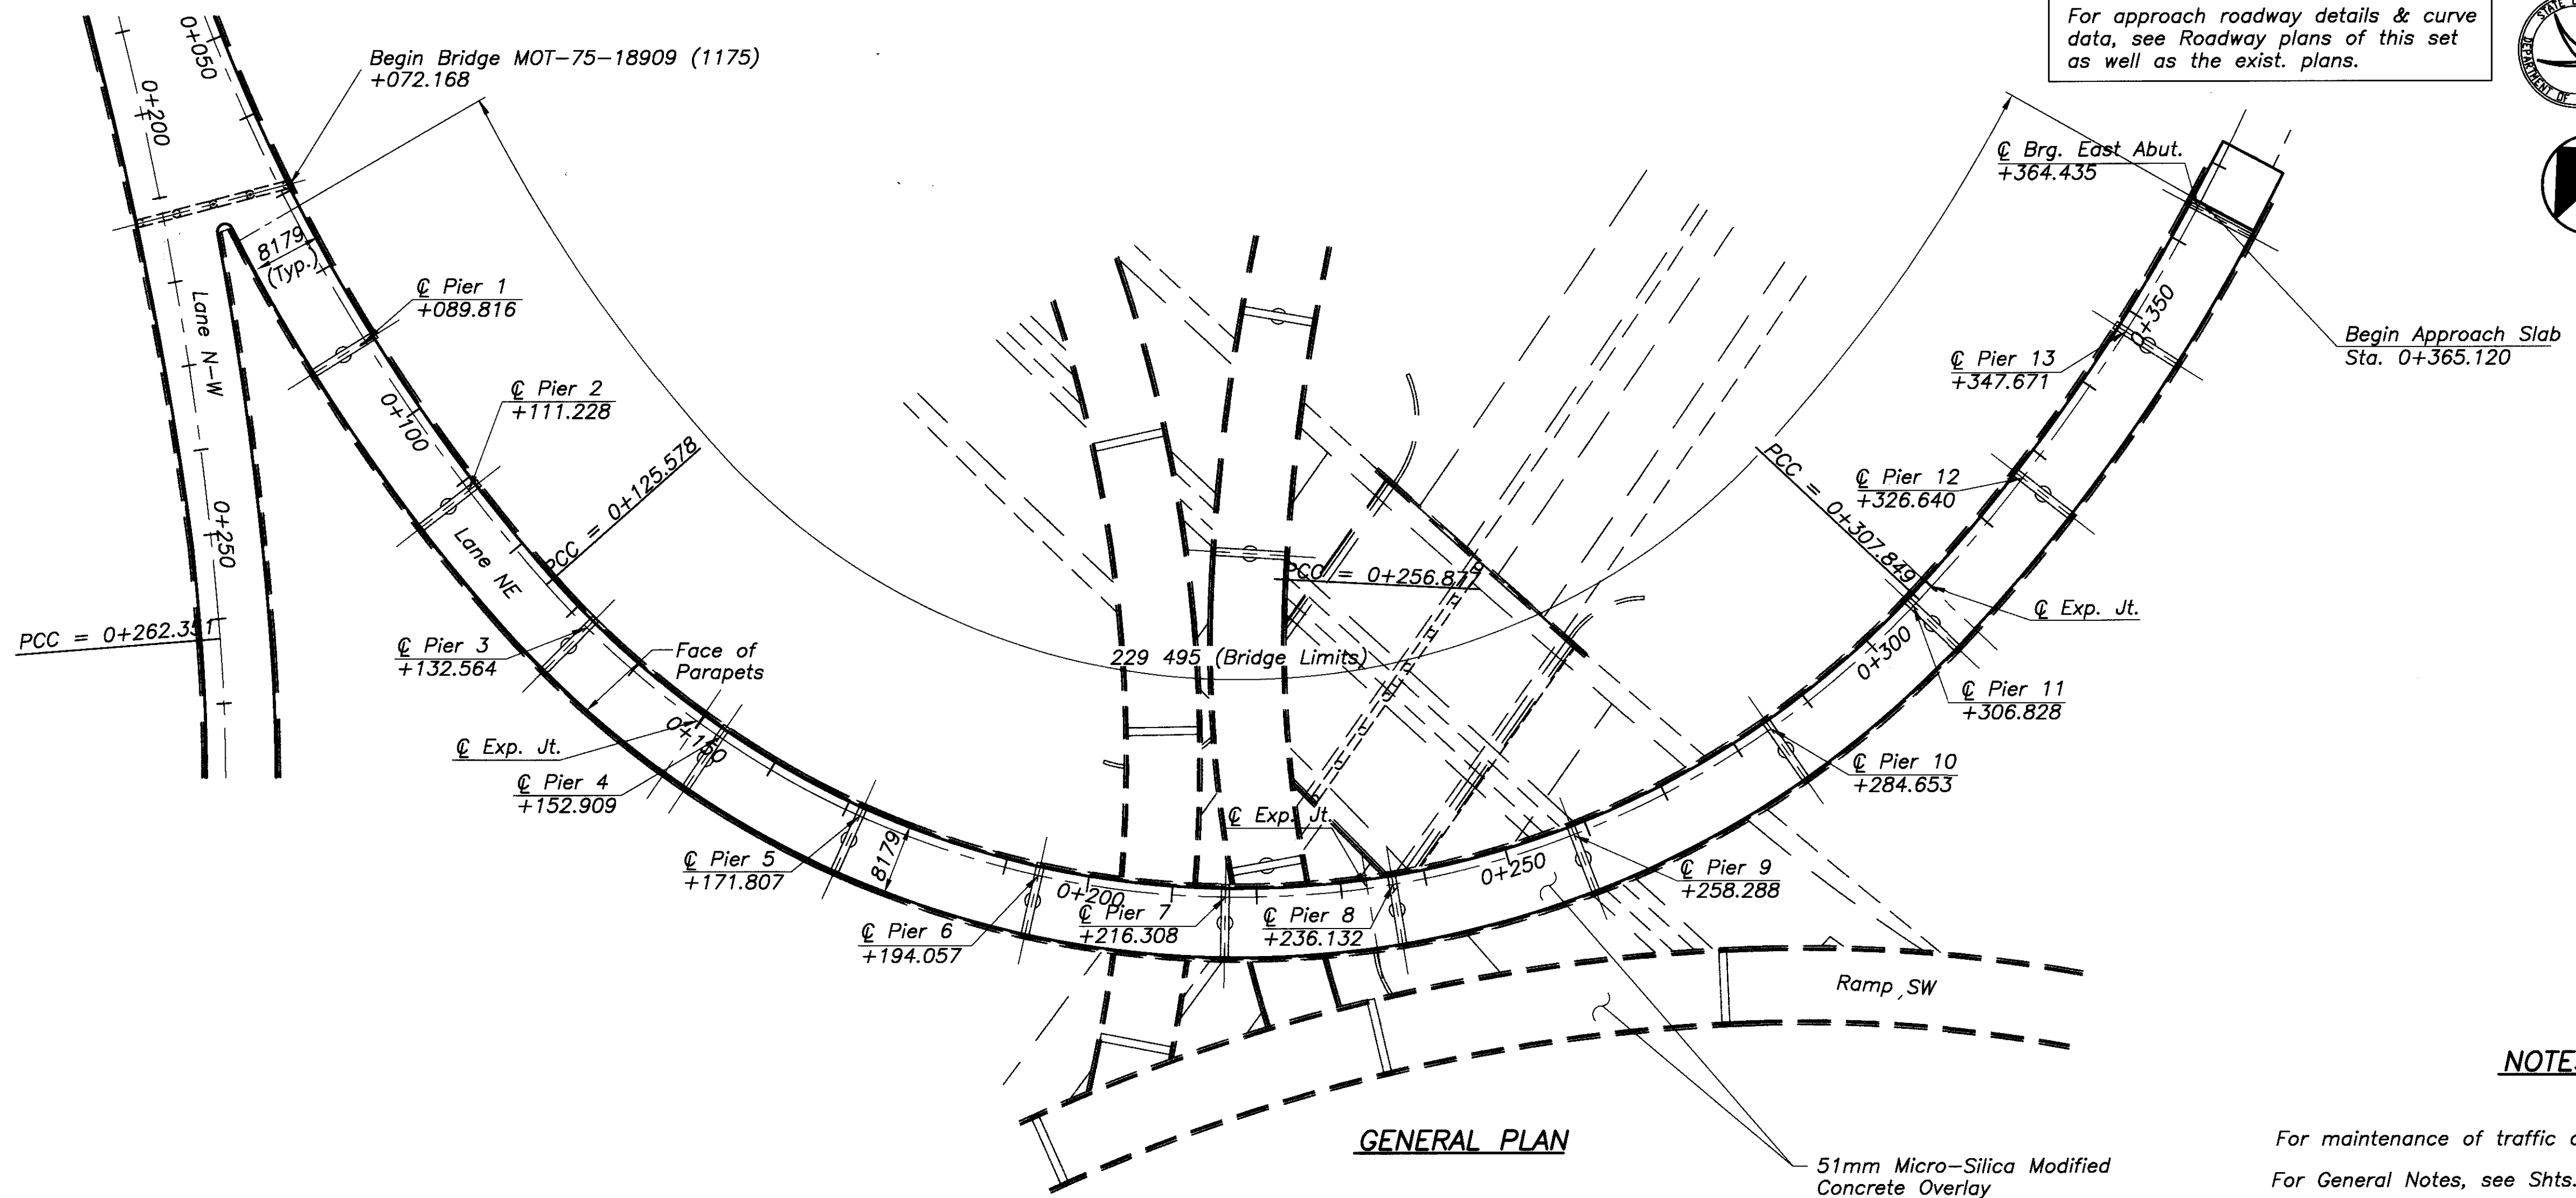 For approach roadway details & curve
data, see Roadway plans of this set
as well as the exist. plans.
STATE
DEPARTMENT OF
0+050
0+200
Begin Bridge MOT-75-18909 (1175)
+072.168
8179
(Typ.)
Lane N-W
℄ Pier 1
+089.816
℄ Pier 2
+111.228
0+100
PCC = 0+125.578
Lane NE
0+250
PCC = 0+262.351
℄ Pier 3
+132.564
Face of
Parapets
0+150
℄ Exp. Jt.
℄ Pier 4
+152.909
℄ Pier 5
+171.807
8179
℄ Pier 6
+194.057
0+200
℄ Pier 7
+216.308
229 495 (Bridge Limits)
PCC = 0+256.877
℄ Exp. Jt.
℄ Pier 8
+236.132
0+250
℄ Pier 9
+258.288
℄ Pier 10
+284.653
0+300
℄ Pier 11
+306.828
℄ Exp. Jt.
PCC = 0+307.849
℄ Pier 12
+326.640
℄ Pier 13
+347.671
0+350
℄ Brg. East Abut.
+364.435
Begin Approach Slab
Sta. 0+365.120
Ramp SW
GENERAL PLAN
51mm Micro-Silica Modified
Concrete Overlay
NOTE
For maintenance of traffic
For General Notes, see Shts.